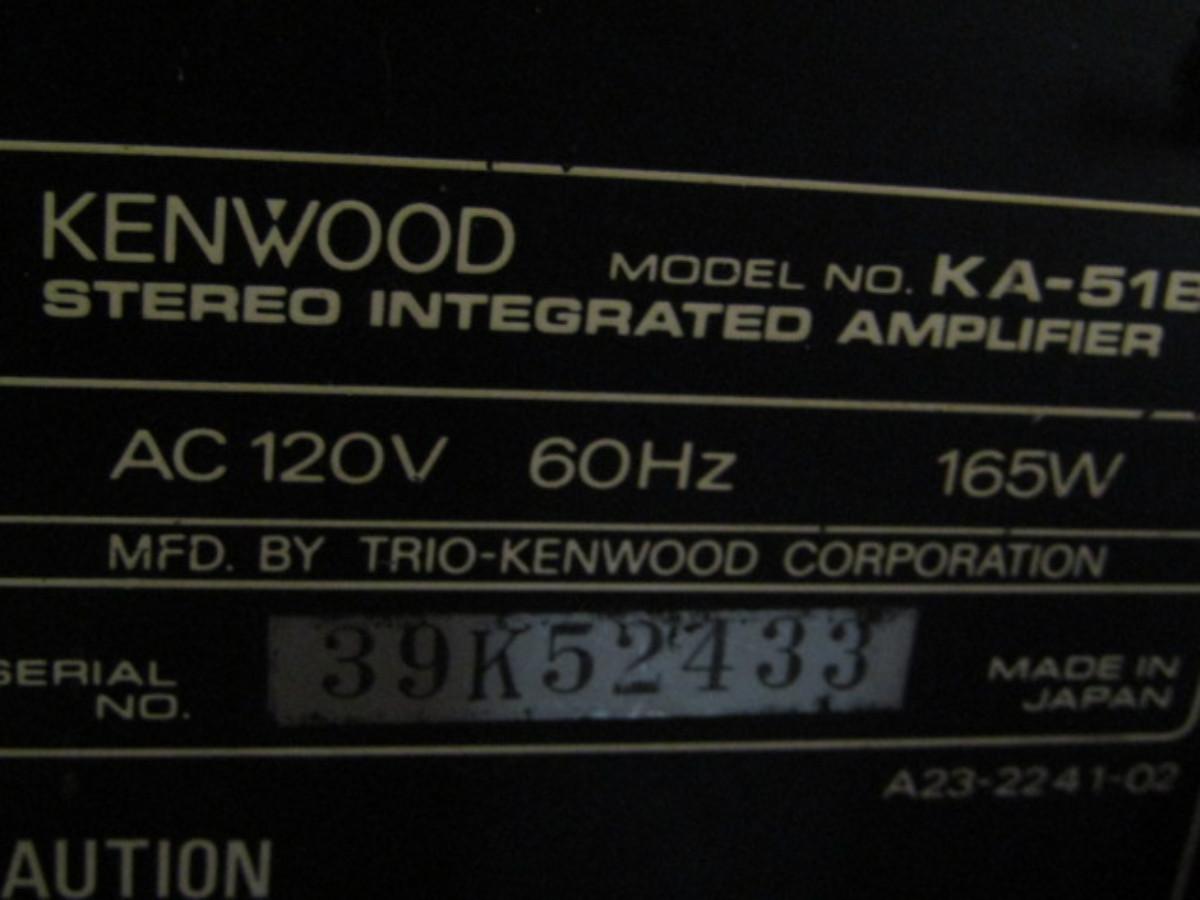 KENWOOD MODEL NO. KA-51B
STEREO INTEGRATED AMPLIFIER
AC 120V 60Hz 165W
MFD. BY TRIO-KENWOOD CORPORATION
SERIAL NO. 39K52433 MADE IN JAPAN
A23-2241-02
AUTION